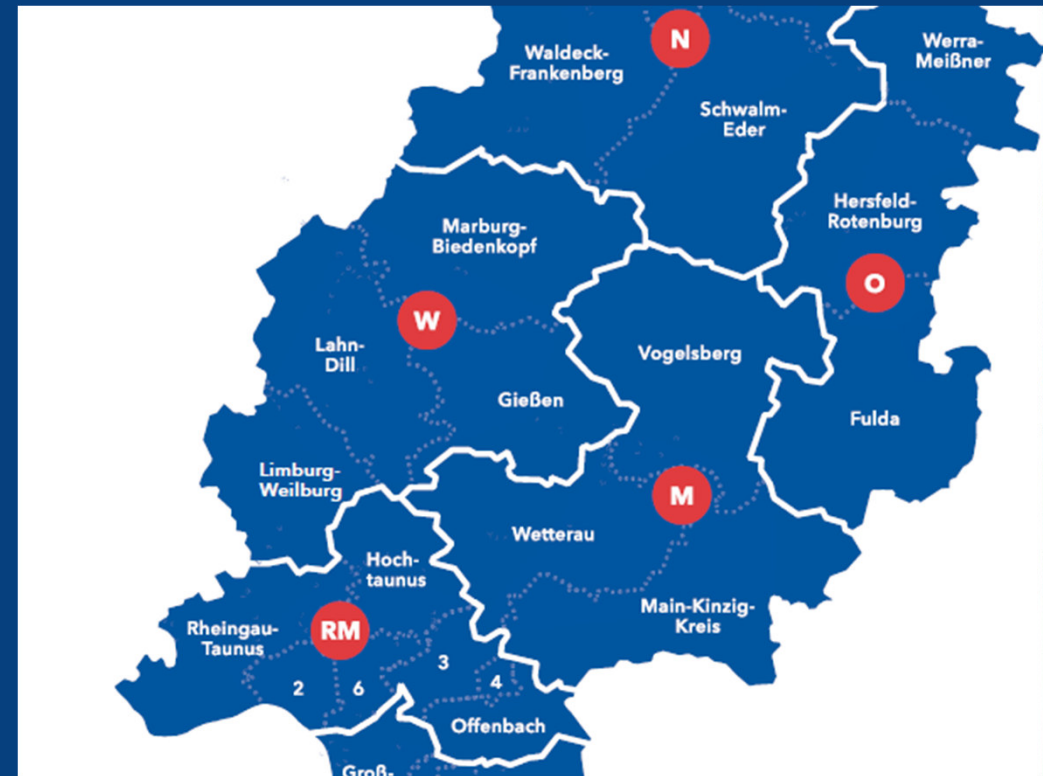 N
Waldeck-
Frankenberg
Werra-
Meißner
Schwalm-
Eder
Hersfeld-
Rotenburg
Marburg-
Biedenkopf
O
W
Lahn-
Dill
Vogelsberg
Gießen
Fulda
Limburg-
Weilburg
M
Wetterau
Hoch-
taunus
Main-Kinzig-
Kreis
Rheingau-
Taunus
RM
3
4
2
6
Offenbach
Groß-